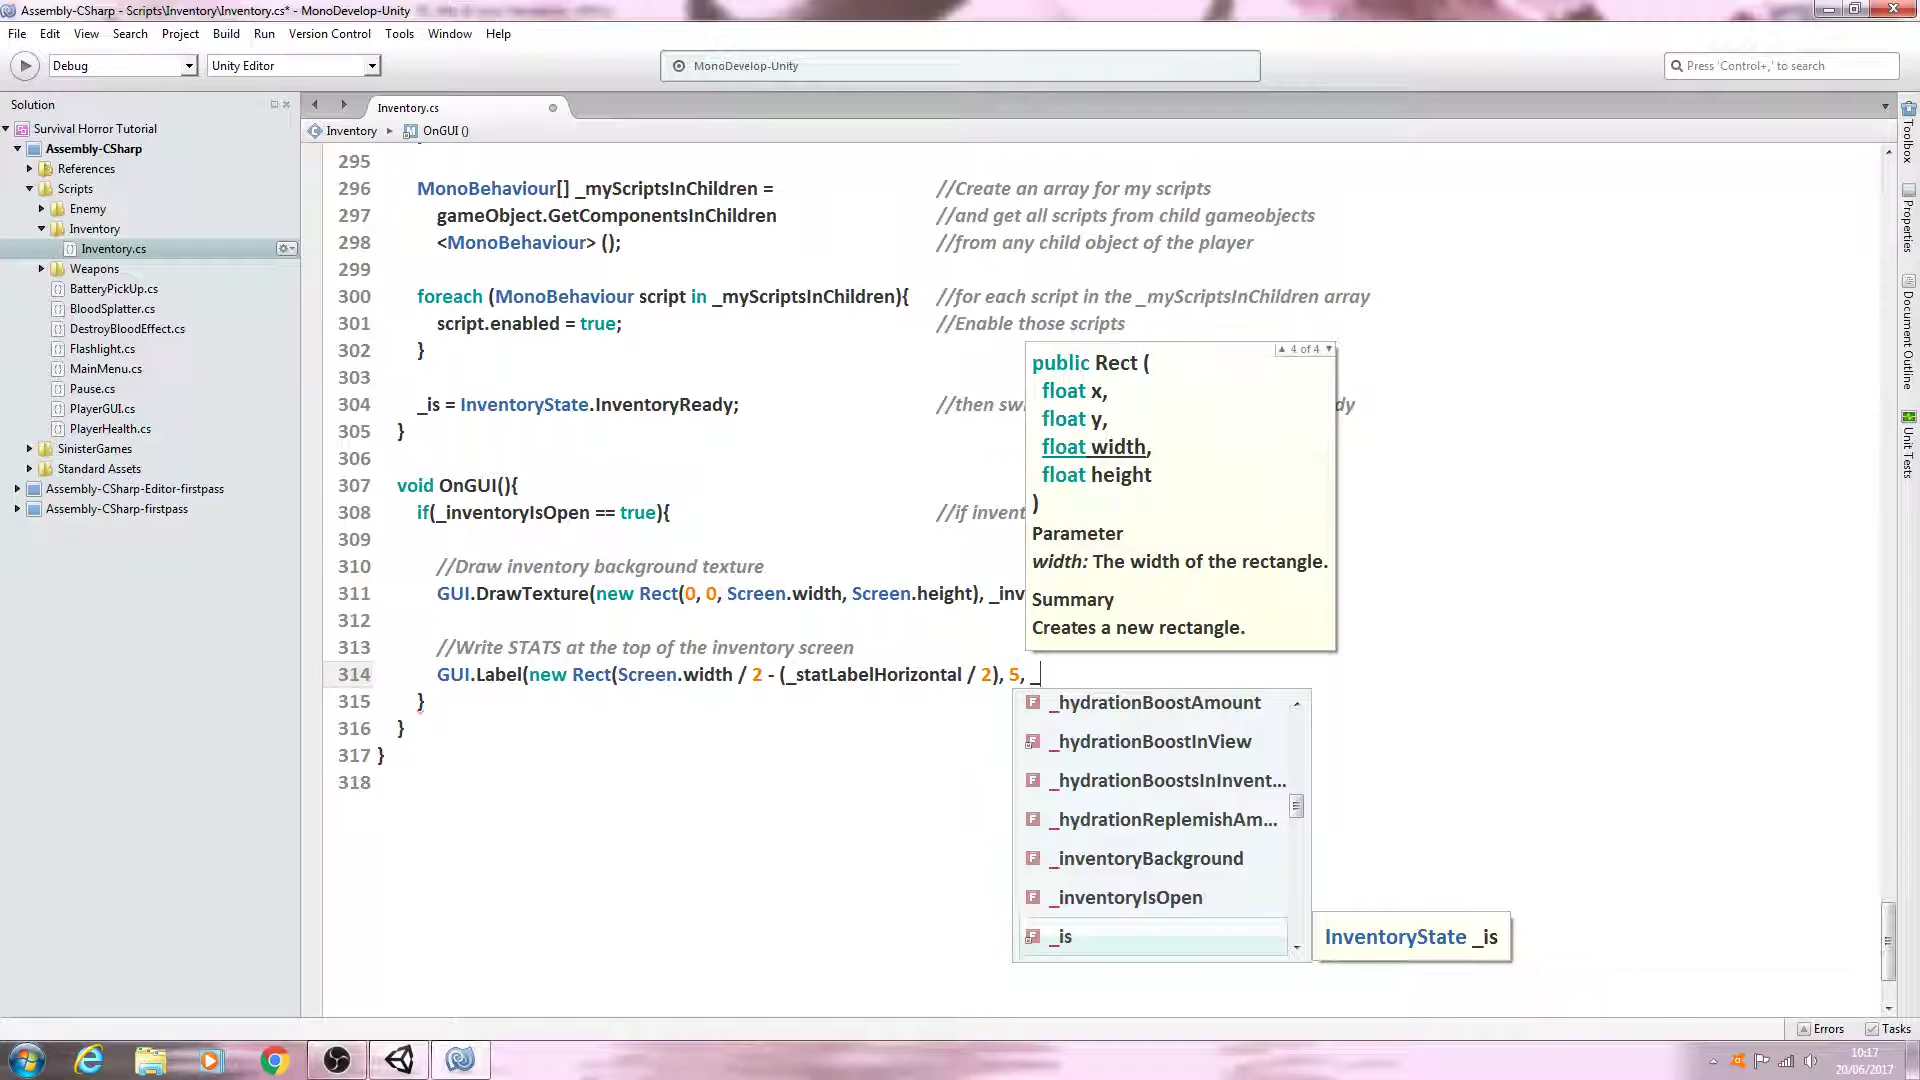 Assembly-CSharp - Scripts\Inventory\Inventory.cs* - MonoDevelop-Unity
File Edit View Search Project Build Run Version Control Tools Window Help
Debug
Unity Editor
MonoDevelop-Unity
Press 'Control+,' to search
Solution
Survival Horror Tutorial
Assembly-CSharp
References
Scripts
Enemy
Inventory
Inventory.cs
Weapons
BatteryPickUp.cs
BloodSplatter.cs
DestroyBloodEffect.cs
Flashlight.cs
MainMenu.cs
Pause.cs
PlayerGUI.cs
PlayerHealth.cs
SinisterGames
Standard Assets
Assembly-CSharp-Editor-firstpass
Assembly-CSharp-firstpass
Inventory.cs
Inventory OnGUI ()
295
296 MonoBehaviour[] _myScriptsInChildren = //Create an array for my scripts
297 gameObject.GetComponentsInChildren //and get all scripts from child gameobjects
298 <MonoBehaviour> (); //from any child object of the player
299
300 foreach (MonoBehaviour script in _myScriptsInChildren){ //for each script in the _myScriptsInChildren array
301 script.enabled = true; //Enable those scripts
302 }
303
304 _is = InventoryState.InventoryReady; //then sw dy
305 }
306
307 void OnGUI(){
308 if(_inventoryIsOpen == true){ //if invent
309
310 //Draw inventory background texture
311 GUI.DrawTexture(new Rect(0, 0, Screen.width, Screen.height), _inv
312
313 //Write STATS at the top of the inventory screen
314 GUI.Label(new Rect(Screen.width / 2 - (_statLabelHorizontal / 2), 5, _
315 }
316 }
317 }
318
4 of 4
public Rect (
float x,
float y,
float width,
float height
)
Parameter
width: The width of the rectangle.
Summary
Creates a new rectangle.
_hydrationBoostAmount
_hydrationBoostInView
_hydrationBoostsInInvent...
_hydrationReplemishAm...
_inventoryBackground
_inventoryIsOpen
_is
InventoryState _is
Toolbox
Properties
Document Outline
Unit Tests
Errors
Tasks
10:17
20/06/2017